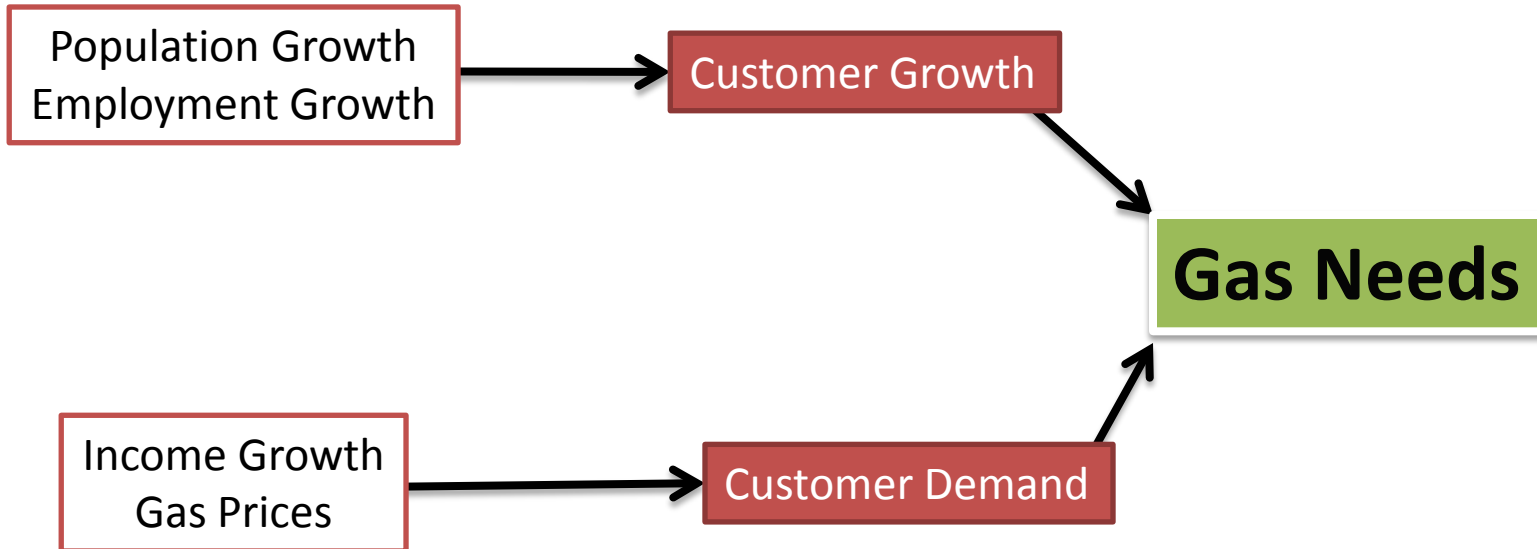 Population Growth
Employment Growth
Customer Growth
Gas Needs
Income Growth
Gas Prices
Customer Demand